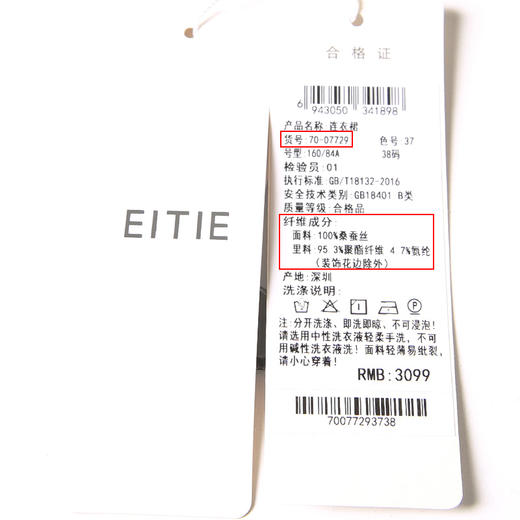 EITIE
合格证
6 943050 341898
产品名称:连衣裙
货号:70-07729 色号:37
号型:160/84A 38码
检验员:01
执行标准:GB/T18132-2016
安全技术类别:GB18401 B类
质量等级:合格品
纤维成分:
面料:100%桑蚕丝
里料:95.3%聚酯纤维 4.7%氨纶
(装饰花边除外)
产地:深圳
洗涤说明:
注:分开洗涤、即洗即晾、不可浸泡!
请选用中性洗衣液轻柔手洗、不可
用碱性洗衣液洗!面料轻薄易纰裂,
请小心穿着!
RMB:3099
70077293738